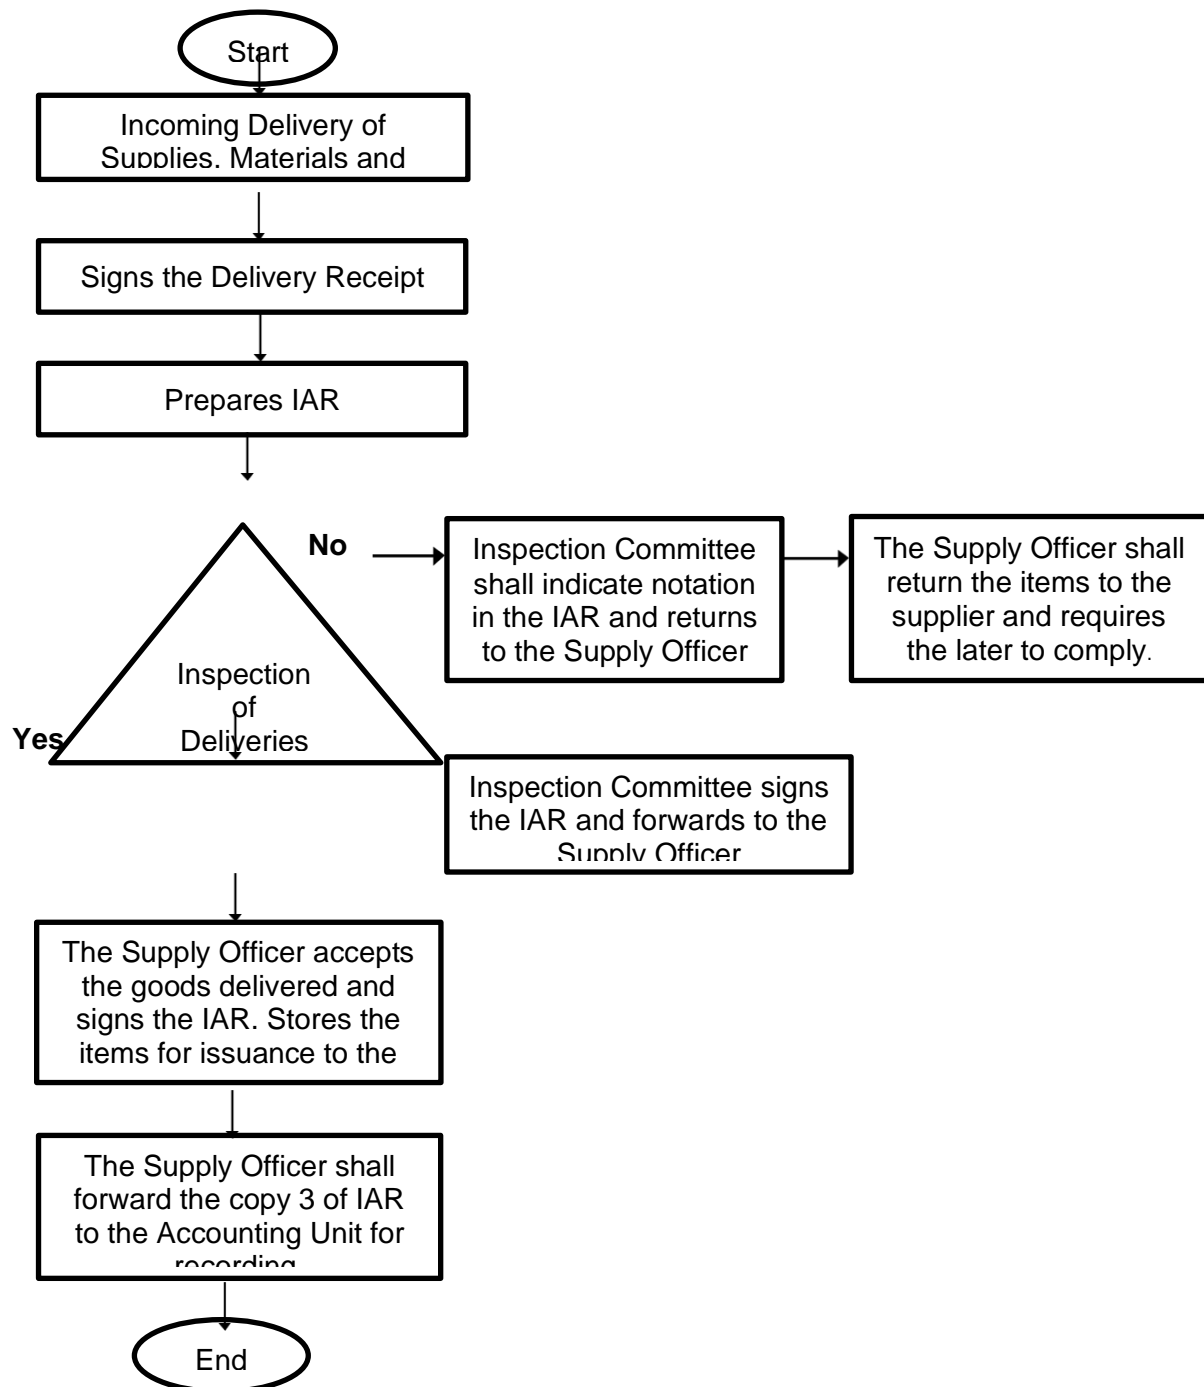 Start
Incoming Delivery of
Supplies, Materials and
Signs the Delivery Receipt
Prepares IAR
No
Inspection Committee
shall indicate notation
in the IAR and returns
to the Supply Officer
The Supply Officer shall
return the items to the
supplier and requires
the later to comply.
Inspection
of
Deliveries
Yes
Inspection Committee signs
the IAR and forwards to the
Supply Officer
The Supply Officer accepts
the goods delivered and
signs the IAR. Stores the
items for issuance to the
The Supply Officer shall
forward the copy 3 of IAR
to the Accounting Unit for
recording
End